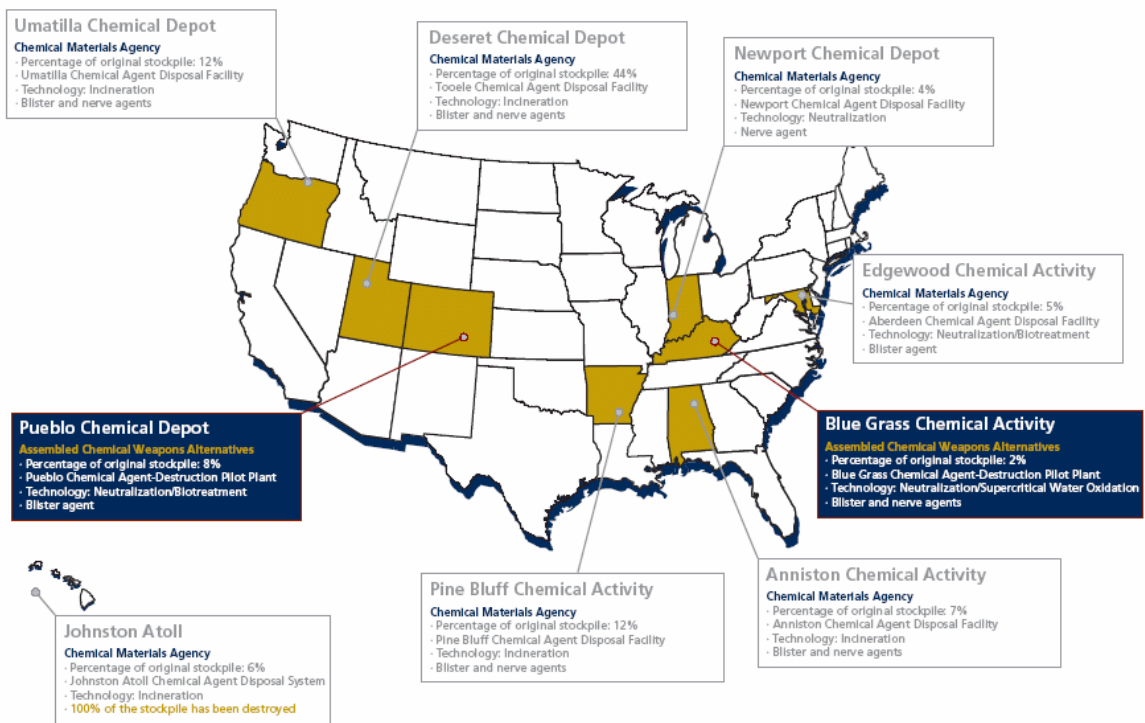 Umatilla Chemical Depot
Chemical Materials Agency
· Percentage of original stockpile: 12%
· Umatilla Chemical Agent Disposal Facility
· Technology: Incineration
· Blister and nerve agents
Deseret Chemical Depot
Chemical Materials Agency
· Percentage of original stockpile: 44%
· Tooele Chemical Agent Disposal Facility
· Technology: Incineration
· Blister and nerve agents
Newport Chemical Depot
Chemical Materials Agency
· Percentage of original stockpile: 4%
· Newport Chemical Agent Disposal Facility
· Technology: Neutralization
· Nerve agent
Edgewood Chemical Activity
Chemical Materials Agency
· Percentage of original stockpile: 5%
· Aberdeen Chemical Agent Disposal Facility
· Technology: Neutralization/Biotreatment
· Blister agent
Pueblo Chemical Depot
Assembled Chemical Weapons Alternatives
· Percentage of original stockpile: 8%
· Pueblo Chemical Agent-Destruction Pilot Plant
· Technology: Neutralization/Biotreatment
· Blister agent
Blue Grass Chemical Activity
Assembled Chemical Weapons Alternatives
· Percentage of original stockpile: 2%
· Blue Grass Chemical Agent-Destruction Pilot Plant
· Technology: Neutralization/Supercritical Water Oxidation
· Blister and nerve agents
Johnston Atoll
Chemical Materials Agency
· Percentage of original stockpile: 6%
· Johnston Atoll Chemical Agent Disposal System
· Technology: Incineration
· 100% of the stockpile has been destroyed
Pine Bluff Chemical Activity
Chemical Materials Agency
· Percentage of original stockpile: 12%
· Pine Bluff Chemical Agent Disposal Facility
· Technology: Incineration
· Blister and nerve agents
Anniston Chemical Activity
Chemical Materials Agency
· Percentage of original stockpile: 7%
· Anniston Chemical Agent Disposal Facility
· Technology: Incineration
· Blister and nerve agents